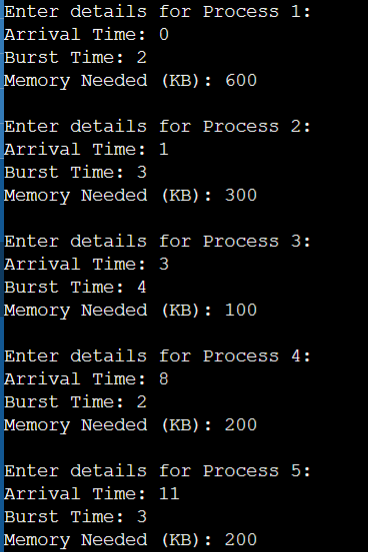 Enter details for Process 1:
Arrival Time: 0
Burst Time: 2
Memory Needed (KB): 600
Enter details for Process 2:
Arrival Time: 1
Burst Time: 3
Memory Needed (KB): 300
Enter details for Process 3:
Arrival Time: 3
Burst Time: 4
Memory Needed (KB): 100
Enter details for Process 4:
Arrival Time: 8
Burst Time: 2
Memory Needed (KB): 200
Enter details for Process 5:
Arrival Time: 11
Burst Time: 3
Memory Needed (KB): 200